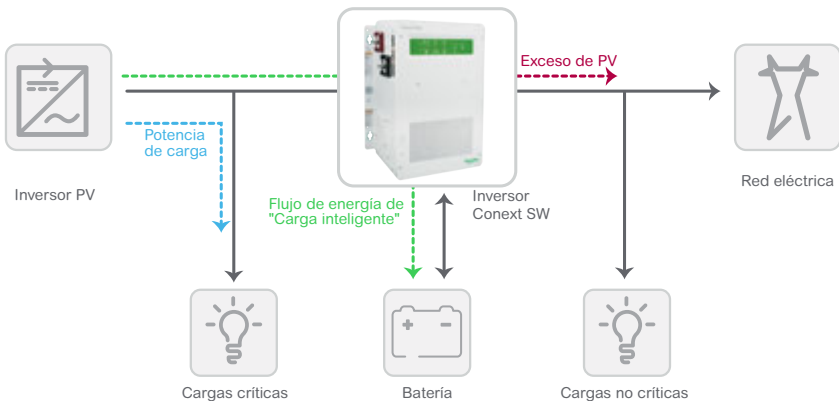 Exceso de PV
Potencia
de carga
Inversor PV
Flujo de energía de
"Carga inteligente"
Inversor
Conext SW
Red eléctrica
Cargas críticas
Batería
Cargas no críticas